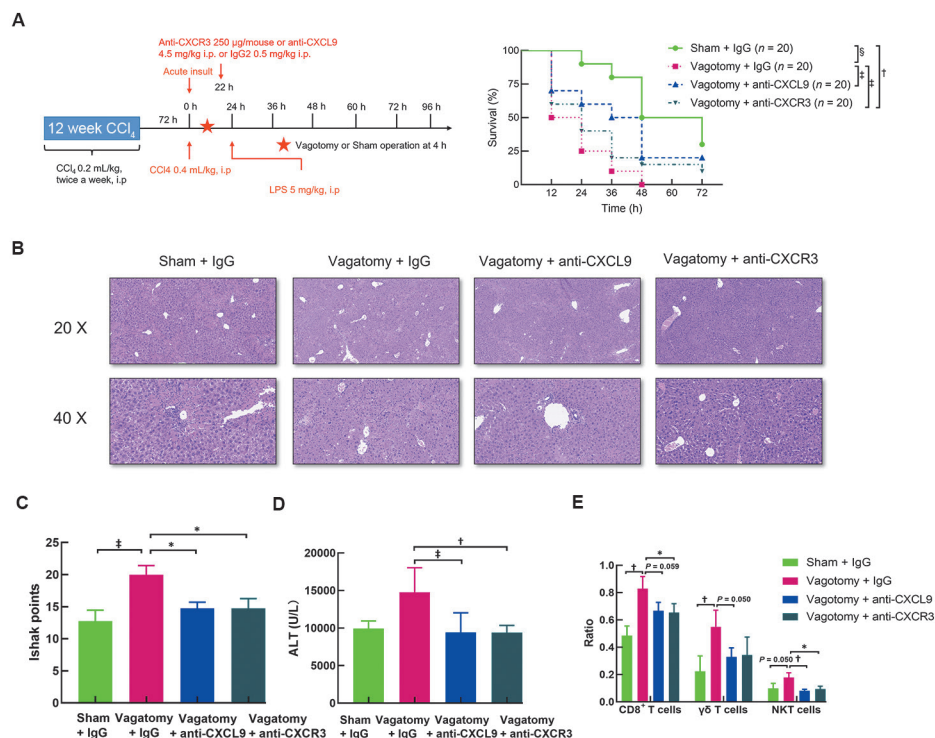 A
Anti-CXCR3 250 µg/mouse or anti-CXCL9
4.5 mg/kg i.p. or IgG2 0.5 mg/kg i.p.
Acute insult
22 h
72 h
0 h
24 h
36 h
48 h
60 h
72 h
96 h
12 week CCl4
CCl4 0.2 mL/kg,
twice a week, i.p
CCl4 0.4 mL/kg, i.p
Vagotomy or Sham operation at 4 h
LPS 5 mg/kg, i.p
Sham + IgG (n = 20)
Vagotomy + IgG (n = 20)
Vagotomy + anti-CXCL9 (n = 20)
Vagotomy + anti-CXCR3 (n = 20)
§
‡
‡
†
Survival (%)
100
75
50
25
0
12
24
36
48
60
72
Time (h)
B
Sham + IgG
Vagotomy + IgG
Vagotomy + anti-CXCL9
Vagotomy + anti-CXCR3
20 X
40 X
C
Ishak points
25
20
15
10
5
0
‡
*
*
Sham
+ IgG
Vagotomy
+ IgG
Vagotomy
+ anti-CXCL9
Vagotomy
+ anti-CXCR3
D
ALT (U/L)
20000
15000
10000
5000
0
†
‡
Sham
+ IgG
Vagotomy
+ IgG
Vagotomy
+ anti-CXCL9
Vagotomy
+ anti-CXCR3
E
Sham + IgG
Vagotomy + IgG
Vagotomy + anti-CXCL9
Vagotomy + anti-CXCR3
Ratio
1.0
0.8
0.6
0.4
0.2
0.0
†
*
P = 0.059
†
P = 0.050
P = 0.050
*
†
CD8+ T cells
γδ T cells
NKT cells